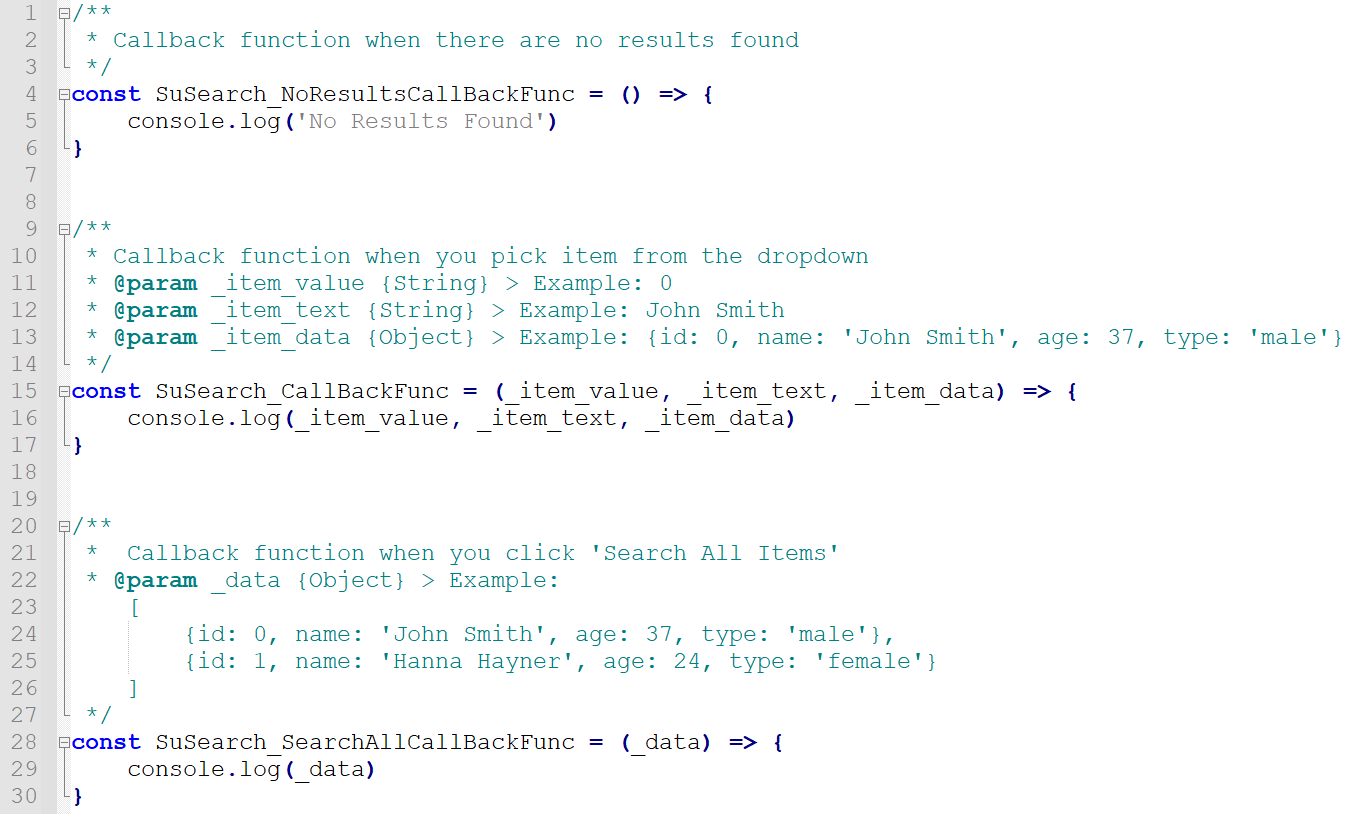 1 /**
2  * Callback function when there are no results found
3  */
4 const SuSearch_NoResultsCallBackFunc = () => {
5     console.log('No Results Found')
6 }
7
8
9 /**
10  * Callback function when you pick item from the dropdown
11  * @param _item_value {String} > Example: 0
12  * @param _item_text {String} > Example: John Smith
13  * @param _item_data {Object} > Example: {id: 0, name: 'John Smith', age: 37, type: 'male'}
14  */
15 const SuSearch_CallBackFunc = (_item_value, _item_text, _item_data) => {
16     console.log(_item_value, _item_text, _item_data)
17 }
18
19
20 /**
21  *  Callback function when you click 'Search All Items'
22  * @param _data {Object} > Example:
23     [
24         {id: 0, name: 'John Smith', age: 37, type: 'male'},
25         {id: 1, name: 'Hanna Hayner', age: 24, type: 'female'}
26     ]
27  */
28 const SuSearch_SearchAllCallBackFunc = (_data) => {
29     console.log(_data)
30 }